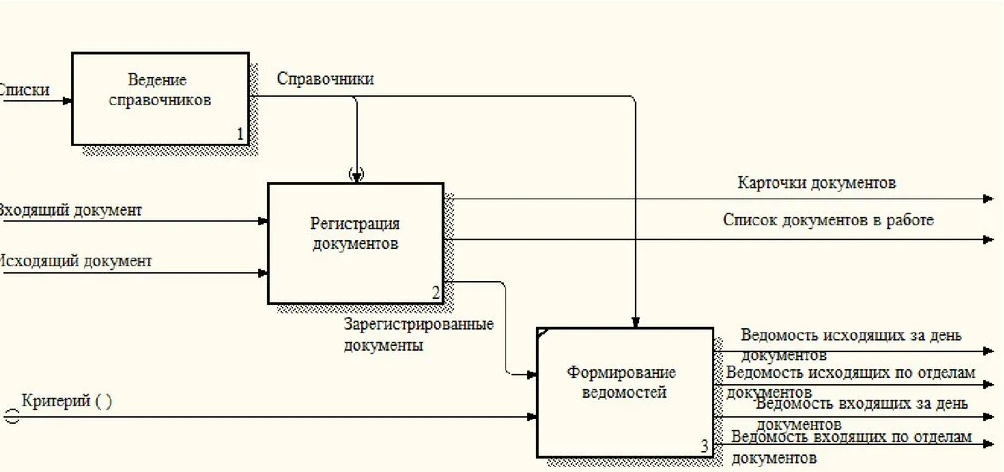 Списки
Ведение
справочников
1
Справочники
Входящий документ
Исходящий документ
Регистрация
документов
2
Карточки документов
Список документов в работе
Зарегистрированные
документы
Критерий ( )
Формирование
ведомостей
3
Ведомость исходящих за день
документов
Ведомость исходящих по отделам
документов
Ведомость входящих за день
документов
Ведомость входящих по отделам
документов